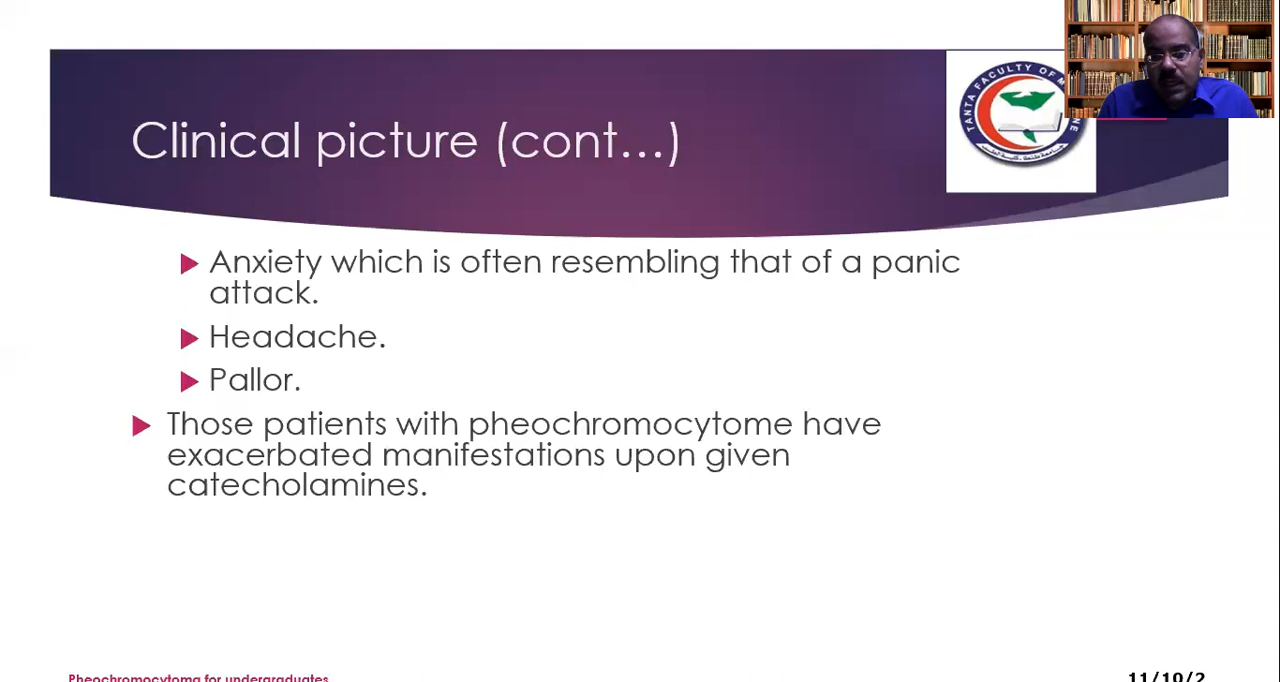 Clinical picture (cont...)
TANTA FACULTY OF
Anxiety which is often resembling that of a panic
attack.
Headache.
Pallor.
Those patients with pheochromocytome have
exacerbated manifestations upon given
catecholamines.
Pheochromocytoma for undergraduates
11/10/2